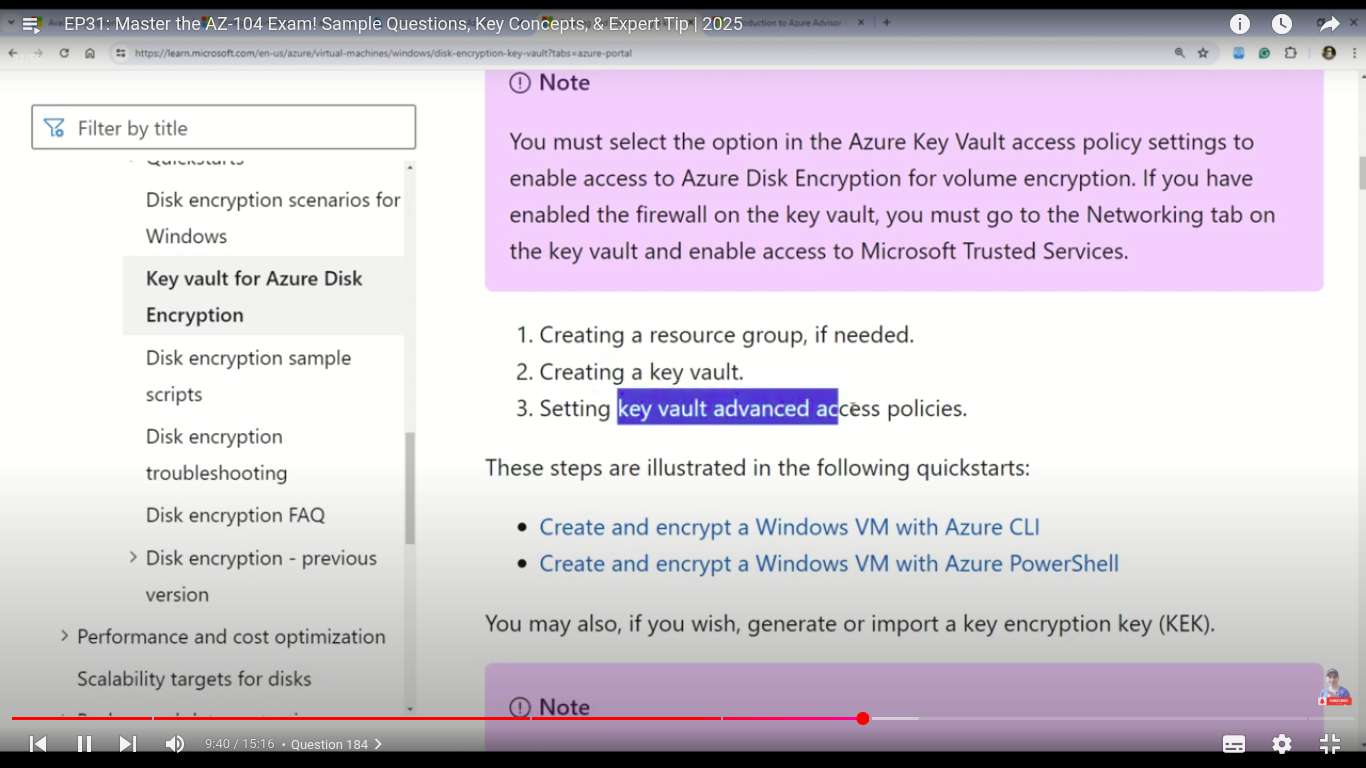 EP31: Master the AZ-104 Exam! Sample Questions, Key Concepts, & Expert Tip | 2025
https://learn.microsoft.com/en-us/azure/virtual-machines/windows/disk-encryption-key-vault?tabs=azure-portal
Filter by title
Quickstarts
Disk encryption scenarios for
Windows
Key vault for Azure Disk
Encryption
Disk encryption sample
scripts
Disk encryption
troubleshooting
Disk encryption FAQ
Disk encryption - previous
version
Performance and cost optimization
Scalability targets for disks
Note
You must select the option in the Azure Key Vault access policy settings to
enable access to Azure Disk Encryption for volume encryption. If you have
enabled the firewall on the key vault, you must go to the Networking tab on
the key vault and enable access to Microsoft Trusted Services.
1. Creating a resource group, if needed.
2. Creating a key vault.
3. Setting key vault advanced access policies.
These steps are illustrated in the following quickstarts:
• Create and encrypt a Windows VM with Azure CLI
• Create and encrypt a Windows VM with Azure PowerShell
You may also, if you wish, generate or import a key encryption key (KEK).
Note
9:40 / 15:16 • Question 184